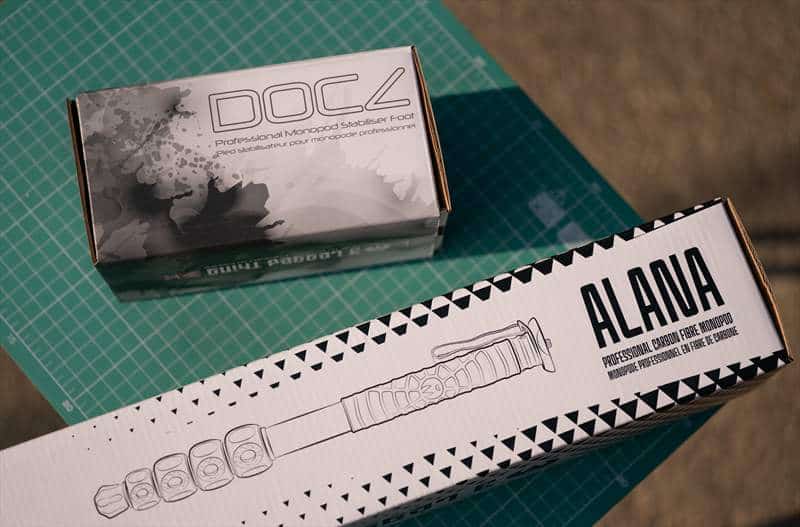 DOCZ
Professional Monopod Stabiliser Foot
Pied stabilisateur pour monopode professionnel
ALANA
PROFESSIONAL CARBON FIBRE MONOPOD
MONOPODE PROFESSIONNEL EN FIBRE DE CARBONE